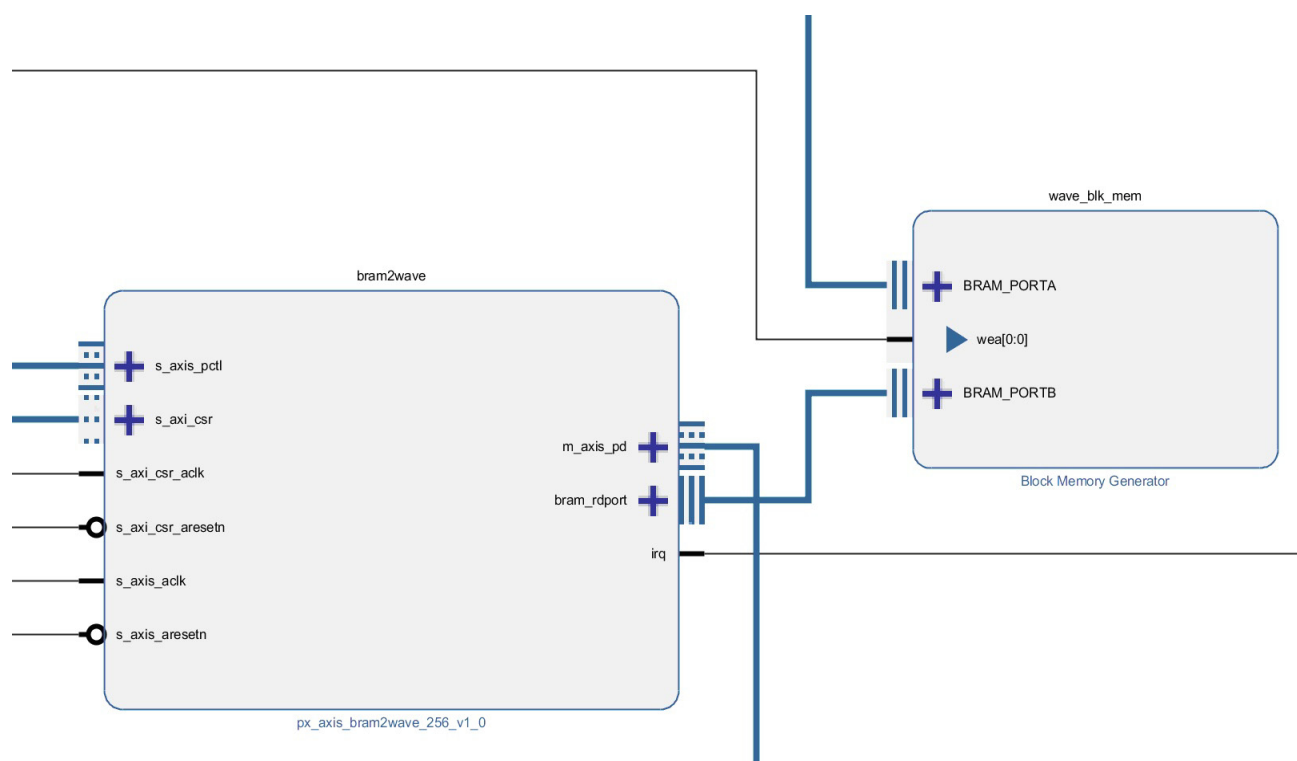 wave_blk_mem
BRAM_PORTA
wea[0:0]
BRAM_PORTB
Block Memory Generator
bram2wave
s_axis_pctl
s_axi_csr
s_axi_csr_aclk
s_axi_csr_aresetn
s_axis_aclk
s_axis_aresetn
m_axis_pd
bram_rdport
irq
px_axis_bram2wave_256_v1_0